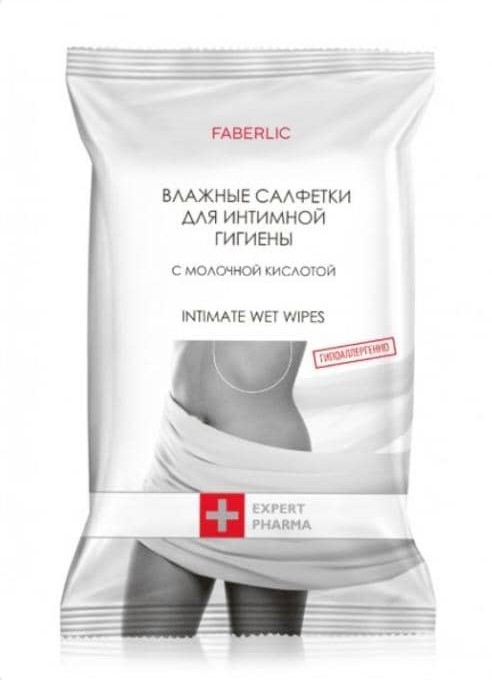 FABERLIC
ВЛАЖНЫЕ САЛФЕТКИ
ДЛЯ ИНТИМНОЙ
ГИГИЕНЫ
С МОЛОЧНОЙ КИСЛОТОЙ
INTIMATE WET WIPES
ГИПОАЛЛЕРГЕННО
EXPERT
PHARMA